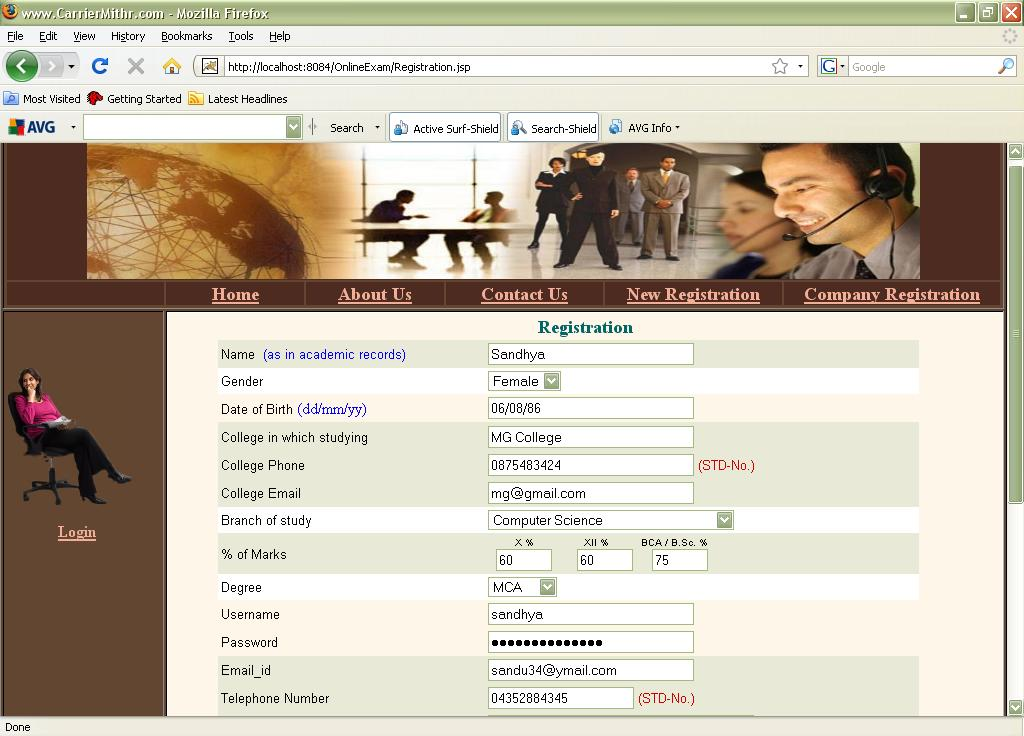 www.CarrierMithr.com - Mozilla Firefox
File Edit View History Bookmarks Tools Help
http://localhost:8084/OnlineExam/Registration.jsp G Google
Most Visited Getting Started Latest Headlines
AVG Search Active Surf-Shield Search-Shield AVG Info
Home About Us Contact Us New Registration Company Registration
Registration
Name (as in academic records) Sandhya
Gender Female
Date of Birth (dd/mm/yy) 06/08/86
College in which studying MG College
College Phone 0875483424 (STD-No.)
College Email mg@gmail.com
Branch of study Computer Science
X % XII % BCA / B.Sc. %
% of Marks 60 60 75
Degree MCA
Username sandhya
Password ●●●●●●●●●●●●●●
Email_id sandu34@ymail.com
Telephone Number 04352884345 (STD-No.)
Login
Done